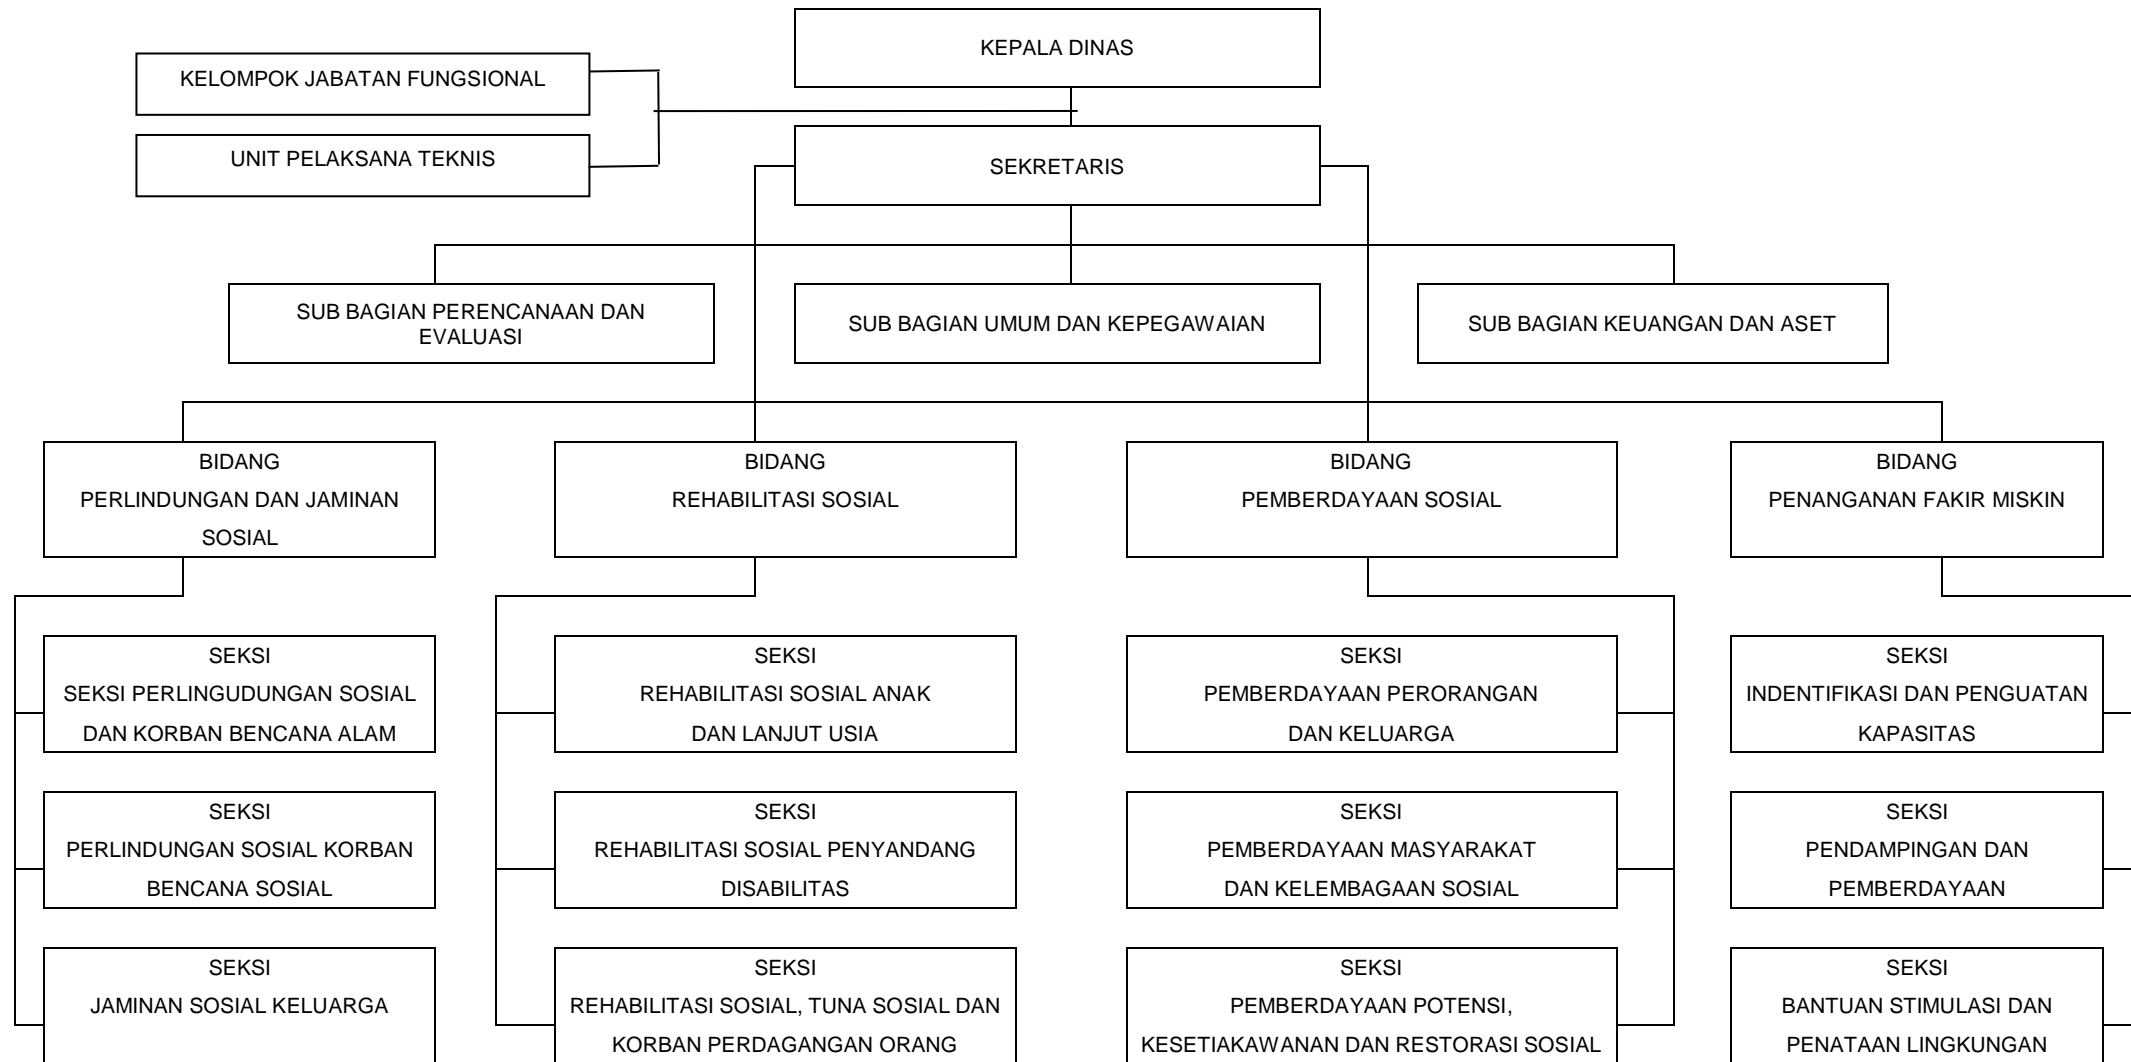 KEPALA DINAS
KELOMPOK JABATAN FUNGSIONAL
UNIT PELAKSANA TEKNIS
SEKRETARIS
SUB BAGIAN PERENCANAAN DAN
EVALUASI
SUB BAGIAN UMUM DAN KEPEGAWAIAN
SUB BAGIAN KEUANGAN DAN ASET
BIDANG
PERLINDUNGAN DAN JAMINAN
SOSIAL
BIDANG
REHABILITASI SOSIAL
BIDANG
PEMBERDAYAAN SOSIAL
BIDANG
PENANGANAN FAKIR MISKIN
SEKSI
SEKSI PERLINGUDUNGAN SOSIAL
DAN KORBAN BENCANA ALAM
SEKSI
REHABILITASI SOSIAL ANAK
DAN LANJUT USIA
SEKSI
PEMBERDAYAAN PERORANGAN
DAN KELUARGA
SEKSI
INDENTIFIKASI DAN PENGUATAN
KAPASITAS
SEKSI
PERLINDUNGAN SOSIAL KORBAN
BENCANA SOSIAL
SEKSI
REHABILITASI SOSIAL PENYANDANG
DISABILITAS
SEKSI
PEMBERDAYAAN MASYARAKAT
DAN KELEMBAGAAN SOSIAL
SEKSI
PENDAMPINGAN DAN
PEMBERDAYAAN
SEKSI
JAMINAN SOSIAL KELUARGA
SEKSI
REHABILITASI SOSIAL, TUNA SOSIAL DAN
KORBAN PERDAGANGAN ORANG
SEKSI
PEMBERDAYAAN POTENSI,
KESETIAKAWANAN DAN RESTORASI SOSIAL
SEKSI
BANTUAN STIMULASI DAN
PENATAAN LINGKUNGAN